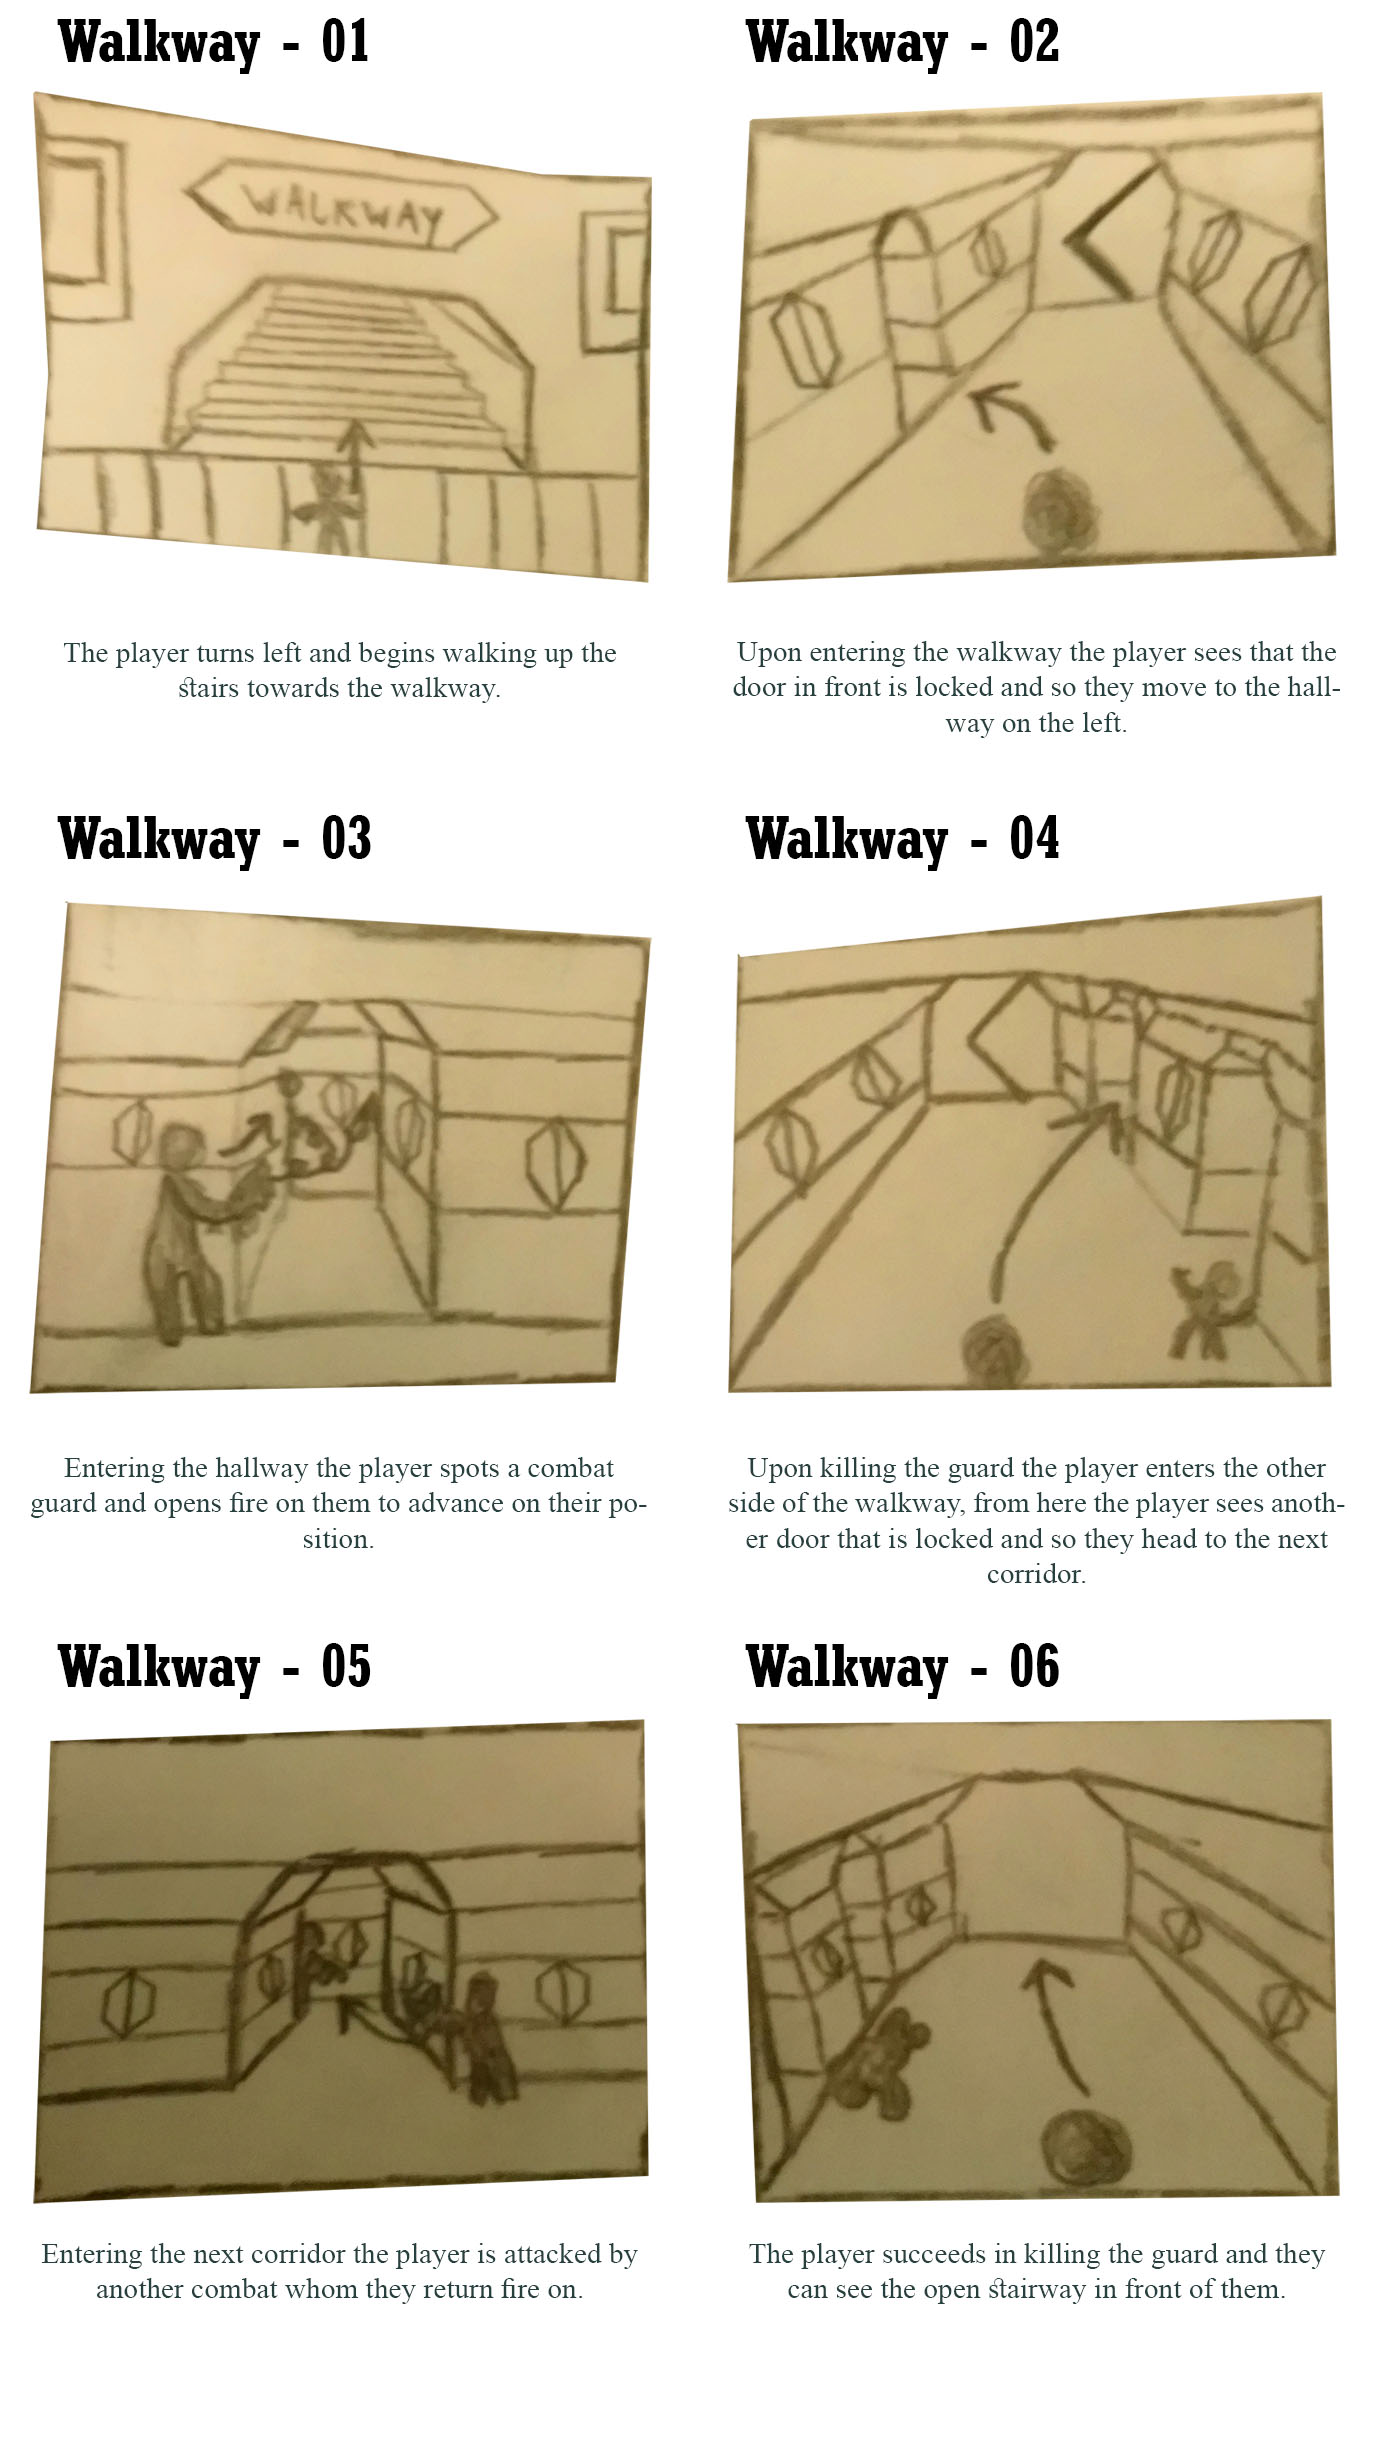 Walkway - 01
WALKWAY
The player turns left and begins walking up the
stairs towards the walkway.
Walkway - 02
Upon entering the walkway the player sees that the
door in front is locked and so they move to the hall-
way on the left.
Walkway - 03
Entering the hallway the player spots a combat
guard and opens fire on them to advance on their po-
sition.
Walkway - 04
Upon killing the guard the player enters the other
side of the walkway, from here the player sees anoth-
er door that is locked and so they head to the next
corridor.
Walkway - 05
Entering the next corridor the player is attacked by
another combat whom they return fire on.
Walkway - 06
The player succeeds in killing the guard and they
can see the open stairway in front of them.